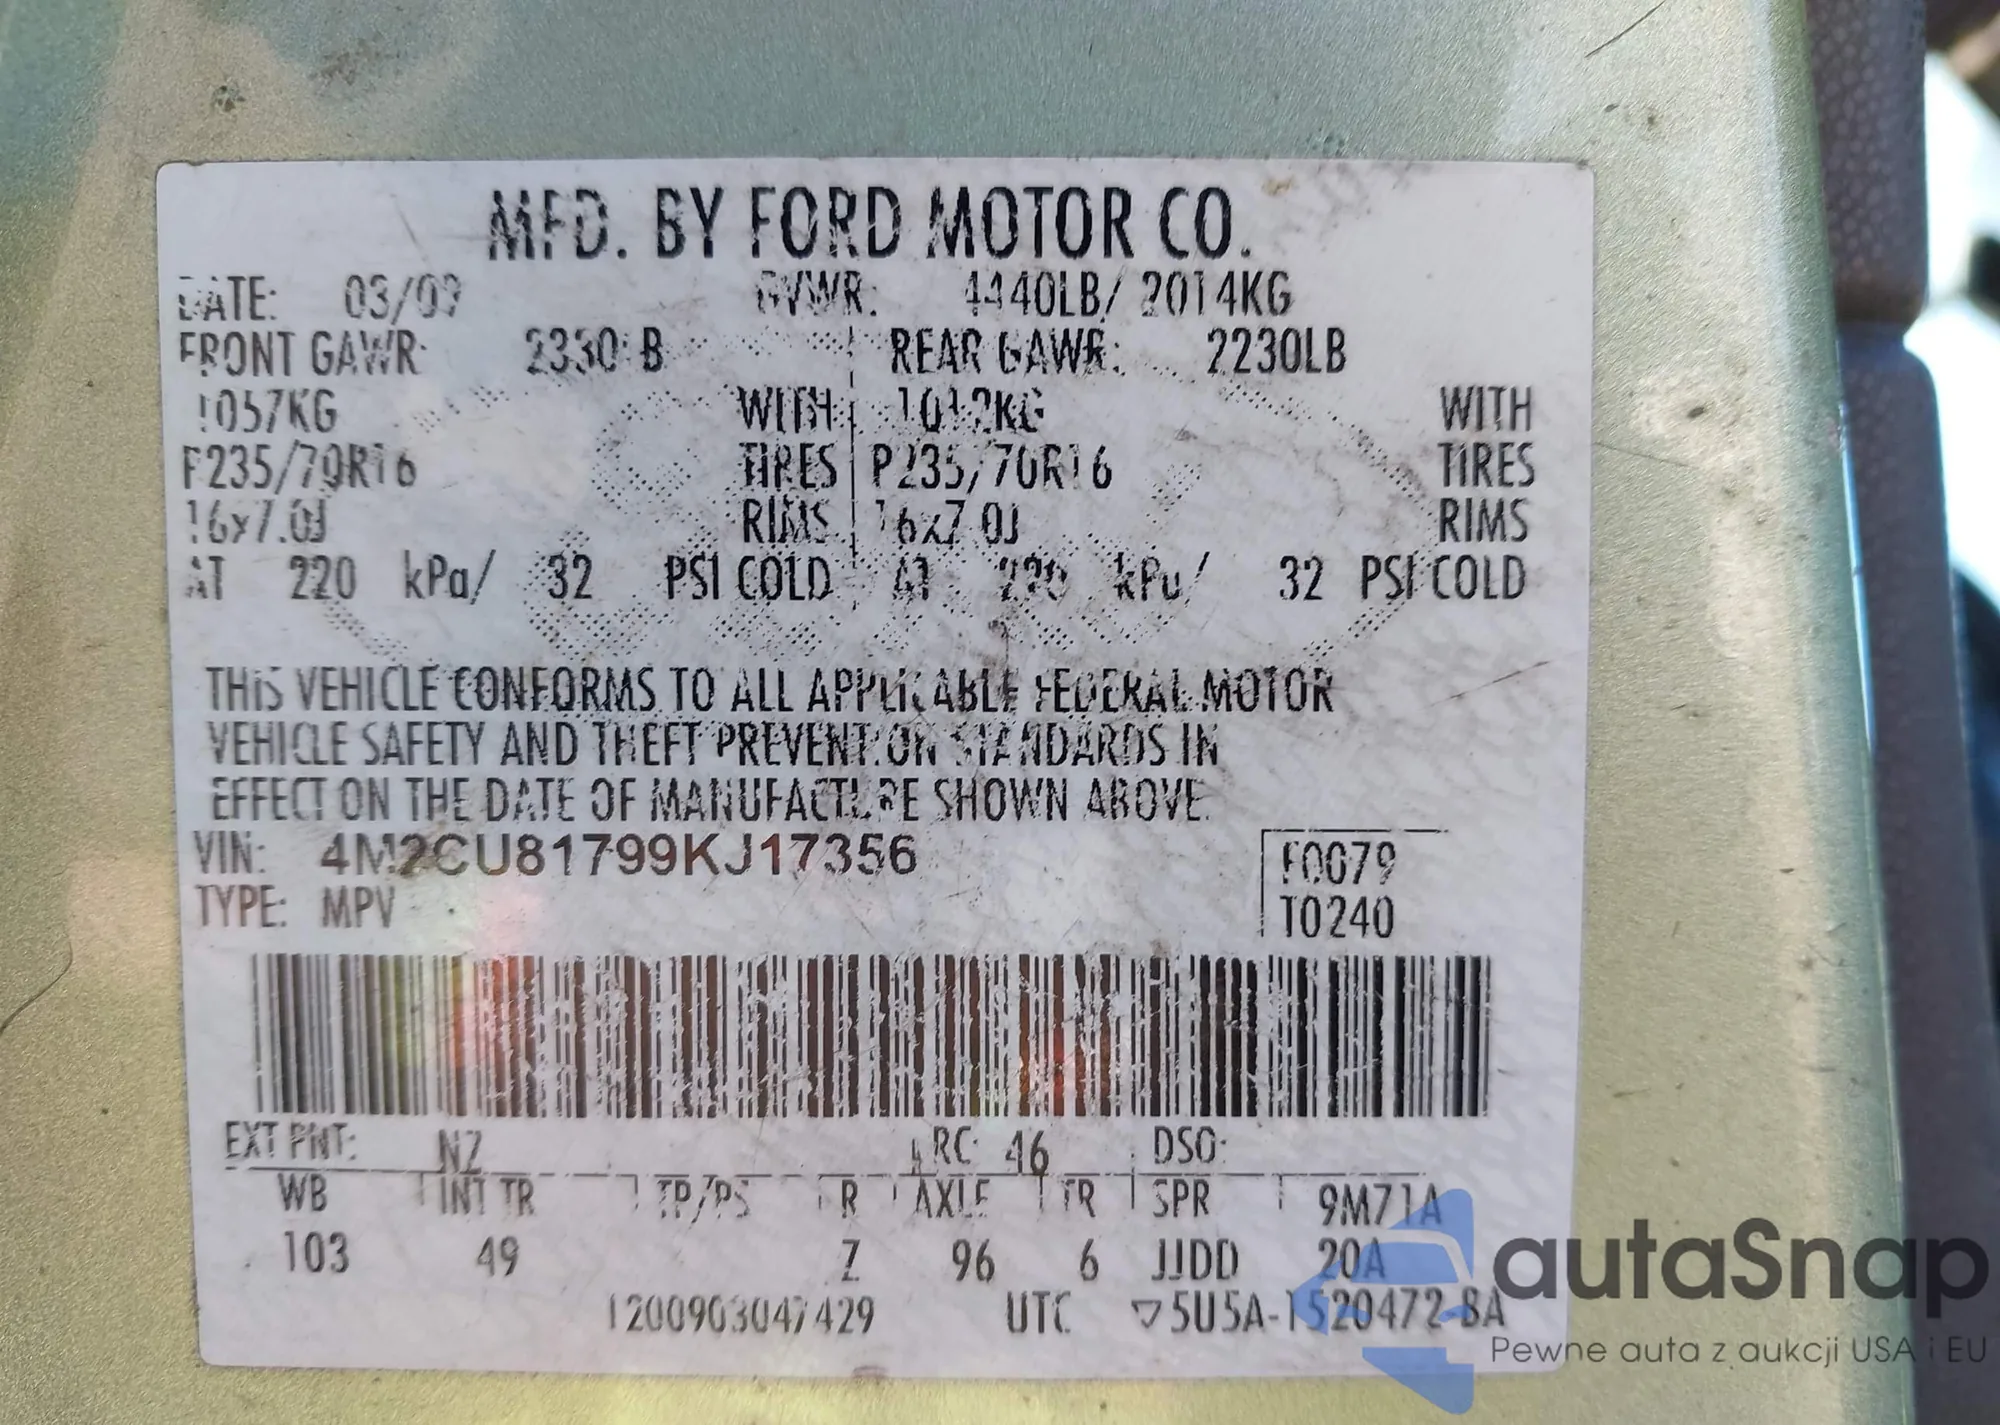 MFD. BY FORD MOTOR CO.
DATE: 03/09 GVWR: 4440LB/ 2014KG
FRONT GAWR: 2330LB REAR GAWR: 2230LB
1057KG WITH 1012KG WITH
P235/70R16 TIRES P235/70R16 TIRES
16x7.0J RIMS 16x7.0J RIMS
AT 220 kPa/ 32 PSI COLD AT 220 kPa/ 32 PSI COLD
THIS VEHICLE CONFORMS TO ALL APPLICABLE FEDERAL MOTOR
VEHICLE SAFETY AND THEFT PREVENTION STANDARDS IN
EFFECT ON THE DATE OF MANUFACTURE SHOWN ABOVE.
VIN: 4M2CU81799KJ17356
F0079
TYPE: MPV
T0240
EXT PNT: NZ RC: 46 DSO:
WB INT TR TP/PS R AXLE TR SPR 9M71A
103 49 Z 96 6 JJDD 20A
1200903047429 UTC ▽5U5A-1520472-BA
autaSnap
Pewne auta z aukcji USA i EU